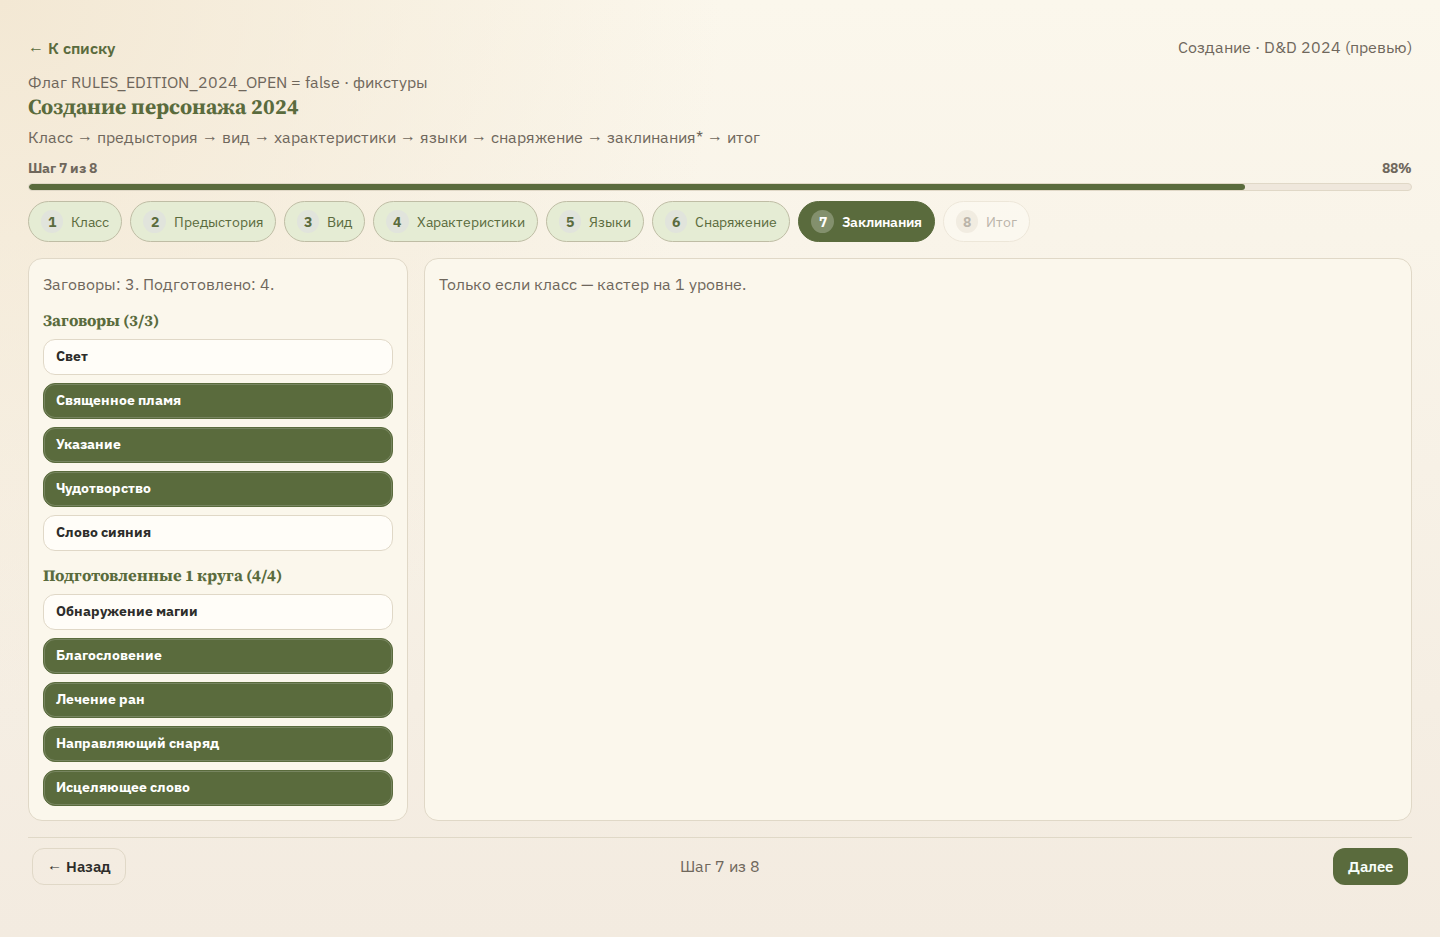 ← К списку
Создание · D&D 2024 (превью)
Флаг RULES_EDITION_2024_OPEN = false · фикстуры
Создание персонажа 2024
Класс → предыстория → вид → характеристики → языки → снаряжение → заклинания* → итог
Шаг 7 из 8
88%
1 Класс
2 Предыстория
3 Вид
4 Характеристики
5 Языки
6 Снаряжение
7 Заклинания
8 Итог
Заговоры: 3. Подготовлено: 4.
Заговоры (3/3)
Свет
Священное пламя
Указание
Чудотворство
Слово сияния
Подготовленные 1 круга (4/4)
Обнаружение магии
Благословение
Лечение ран
Направляющий снаряд
Исцеляющее слово
Только если класс — кастер на 1 уровне.
← Назад
Шаг 7 из 8
Далее